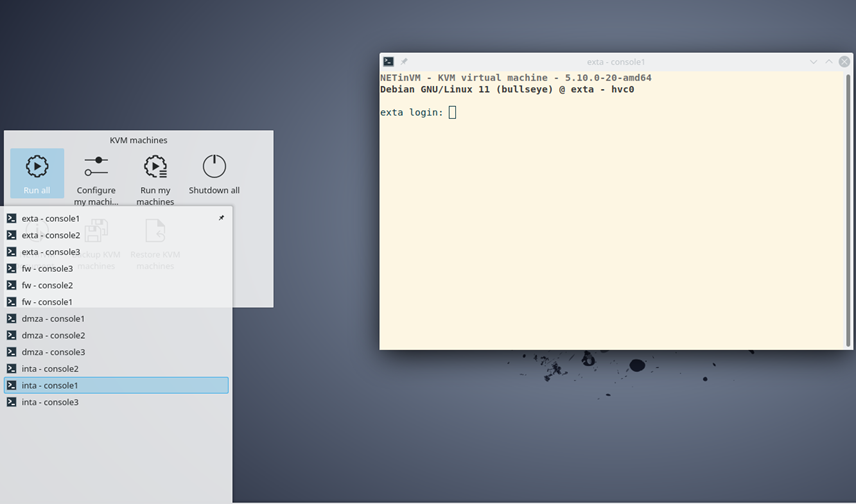 KVM machines
Run all
Configure my machi...
Run my machines
Shutdown all
Backup KVM machines
Restore KVM machines
exta - console1
exta - console2
exta - console3
fw - console3
fw - console2
fw - console1
dmza - console1
dmza - console2
dmza - console3
inta - console2
inta - console1
inta - console3
exta - console1
NETinVM - KVM virtual machine - 5.10.0-20-amd64
Debian GNU/Linux 11 (bullseye) @ exta - hvc0
exta login: